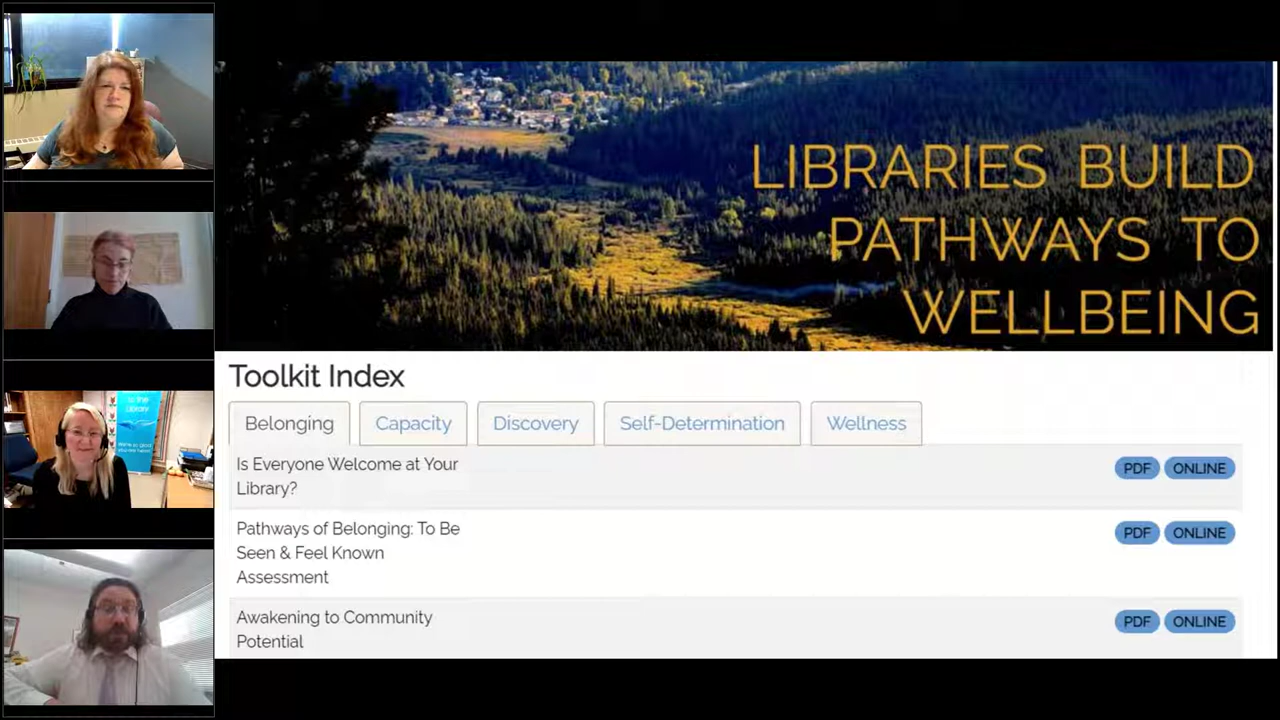 LIBRARIES BUILD
PATHWAYS TO
WELLBEING
Toolkit Index
Belonging Capacity Discovery Self-Determination Wellness
Is Everyone Welcome at Your
Library?
PDF ONLINE
Pathways of Belonging: To Be
Seen & Feel Known
Assessment
PDF ONLINE
Awakening to Community
Potential
PDF ONLINE